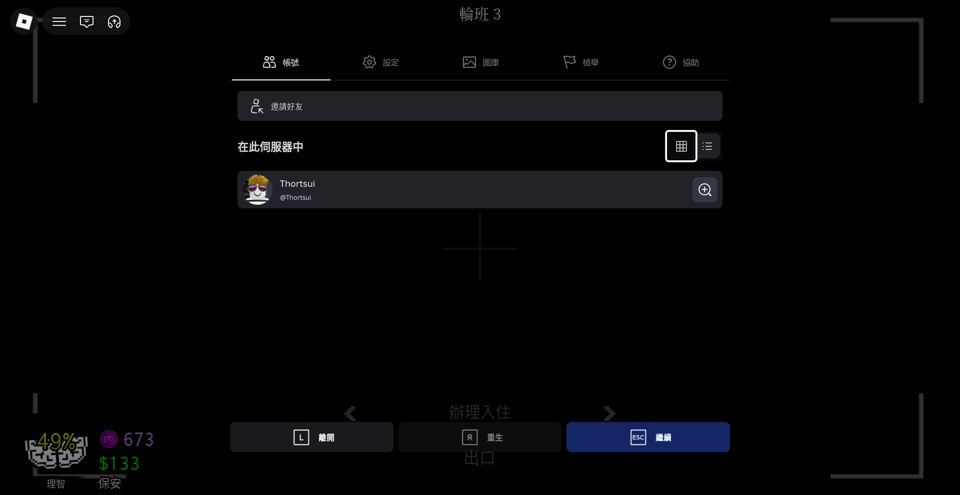 輪班 3
帳號
設定
圖庫
檢舉
協助
邀請好友
在此伺服器中
Thortsui
@Thortsui
辦理入住
L 離開
R 重生
ESC 繼續
出口
49%
673
$133
理智
保安